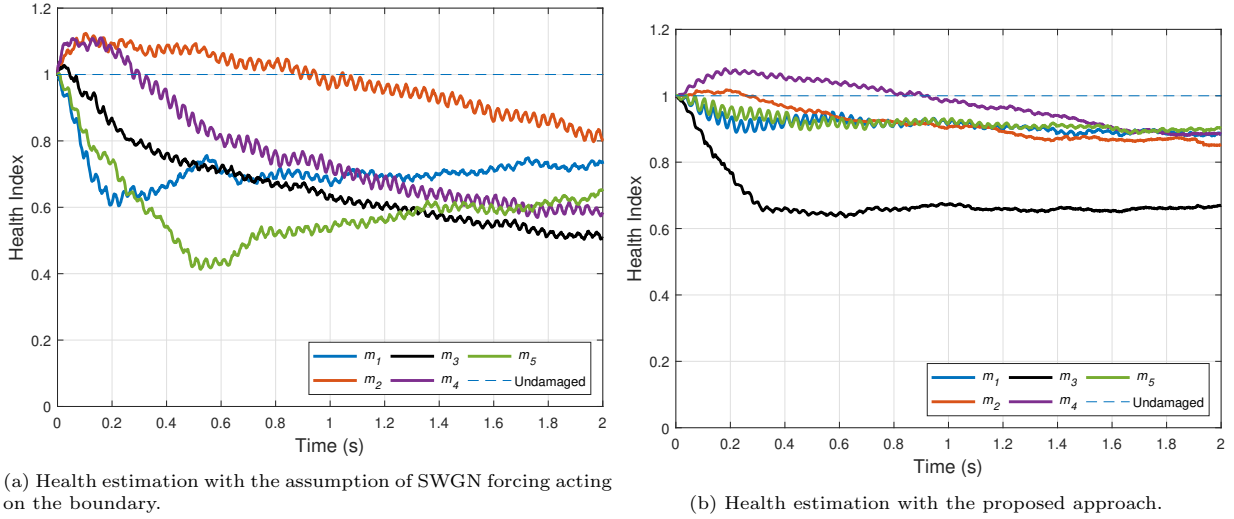 1.2
1
0.8
0.6
0.4
0.2
0
Health Index
0 0.2 0.4 0.6 0.8 1 1.2 1.4 1.6 1.8 2
Time (s)
m1 m3 m5
m2 m4 Undamaged
(a) Health estimation with the assumption of SWGN forcing acting
on the boundary.
1.2
1
0.8
0.6
0.4
0.2
0
Health Index
0 0.2 0.4 0.6 0.8 1 1.2 1.4 1.6 1.8 2
Time (s)
m1 m3 m5
m2 m4 Undamaged
(b) Health estimation with the proposed approach.